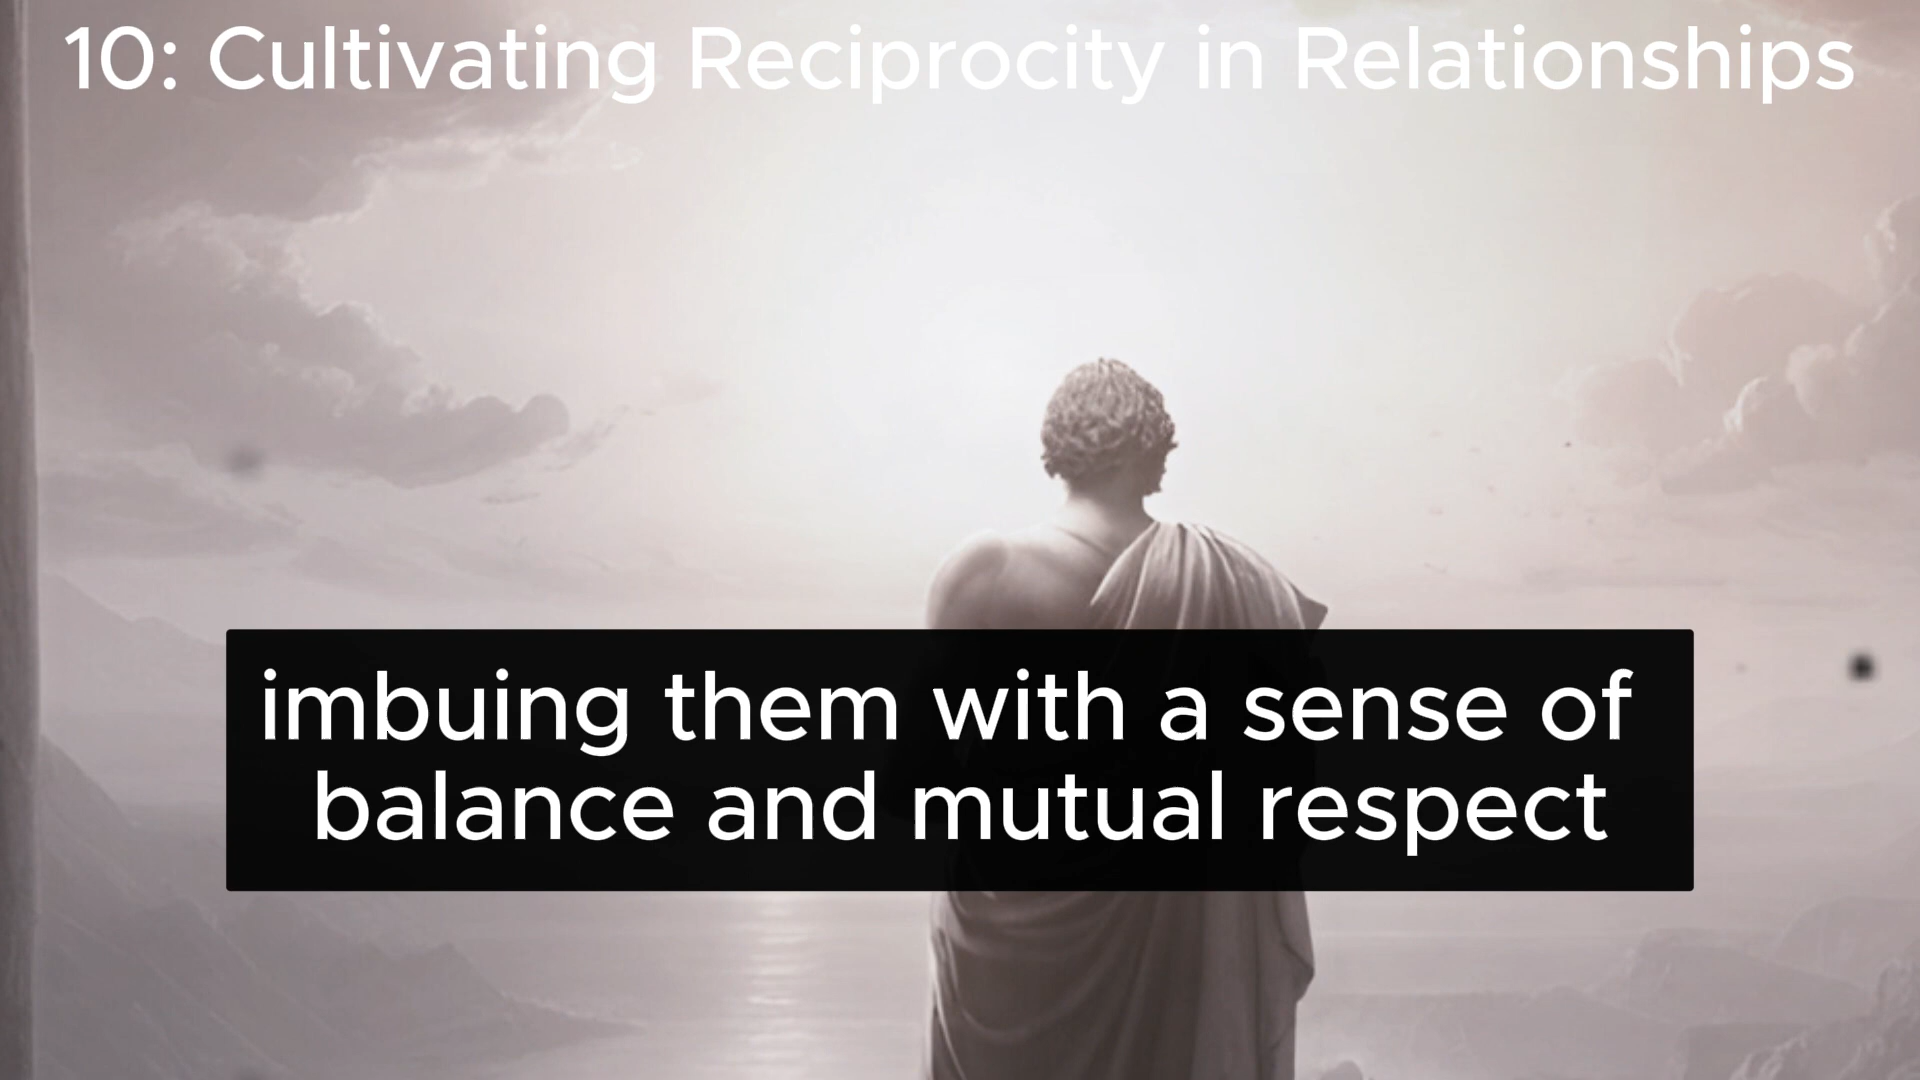 10: Cultivating Reciprocity in Relationships
imbuing them with a sense of
balance and mutual respect